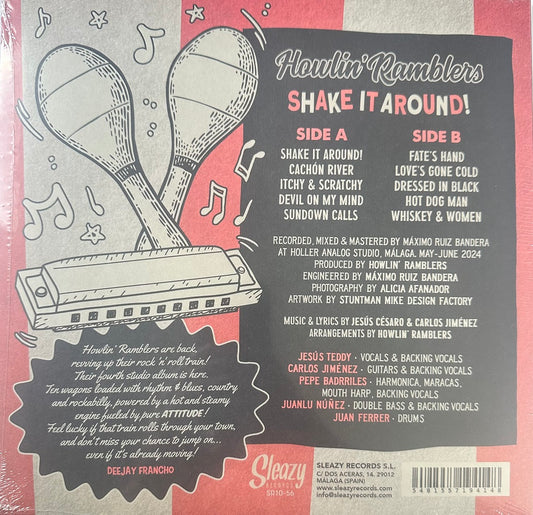 Howlin' Ramblers
SHAKE IT AROUND!
SIDE A
SHAKE IT AROUND!
CACHÓN RIVER
ITCHY & SCRATCHY
DEVIL ON MY MIND
SUNDOWN CALLS
SIDE B
FATE'S HAND
LOVE'S GONE COLD
DRESSED IN BLACK
HOT DOG MAN
WHISKEY & WOMEN
RECORDED, MIXED & MASTERED BY MÁXIMO RUIZ BANDERA
AT HOLLER ANALOG STUDIO, MÁLAGA. MAY-JUNE 2024
PRODUCED BY HOWLIN' RAMBLERS
ENGINEERED BY MÁXIMO RUIZ BANDERA
PHOTOGRAPHY BY ALICIA AFANADOR
ARTWORK BY STUNTMAN MIKE DESIGN FACTORY
MUSIC & LYRICS BY JESÚS CÉSARO & CARLOS JIMÉNEZ
ARRANGEMENTS BY HOWLIN' RAMBLERS
JESÚS TEDDY · VOCALS & BACKING VOCALS
CARLOS JIMÉNEZ · GUITARS & BACKING VOCALS
PEPE BADRRILES · HARMONICA, MARACAS,
MOUTH HARP, BACKING VOCALS
JUANLU NÚÑEZ · DOUBLE BASS & BACKING VOCALS
JUAN FERRER · DRUMS
Howlin' Ramblers are back,
revving up their rock 'n' roll train!
Their fourth studio album is here.
Ten wagons loaded with rhythm & blues, country
and rockabilly, powered by a hot and steamy
engine fueled by pure ATTITUDE!
Feel lucky if that train rolls through your town,
and don't miss your chance to jump on...
even if it's already moving!
DEEJAY FRANCHO
Sleazy
RECORDS
SR10-56
SLEAZY RECORDS S.L.
C/ DOS ACERAS, 14. 29012
MÁLAGA (SPAIN)
www.sleazyrecords.com
info@sleazyrecords.com
5481557194148